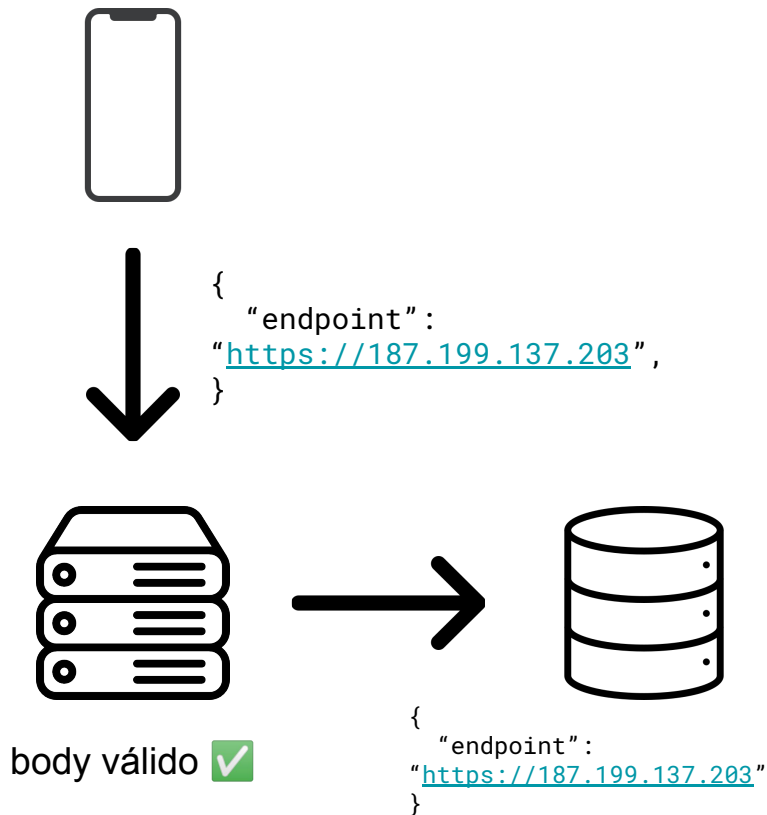 {
  “endpoint”:
“https://187.199.137.203”,
}
body válido ✅
{
  “endpoint”:
“https://187.199.137.203”
}